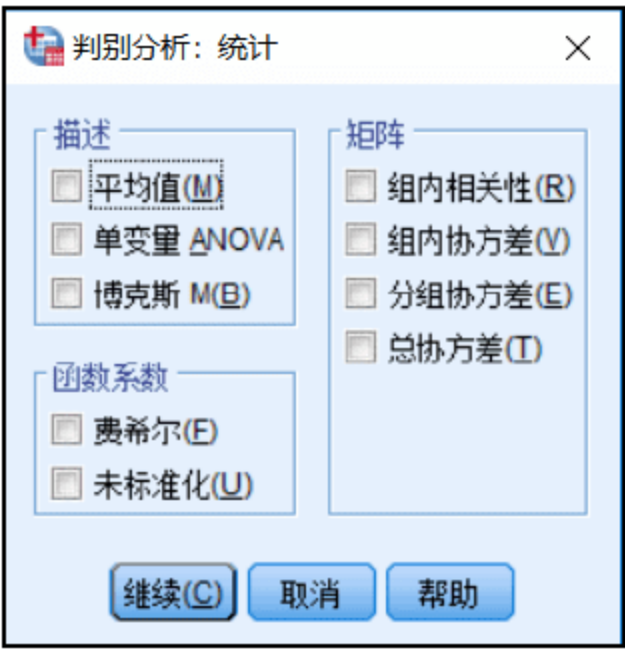 判别分析：统计
描述
平均值(M)
单变量 ANOVA
博克斯 M(B)
函数系数
费希尔(F)
未标准化(U)
矩阵
组内相关性(R)
组内协方差(V)
分组协方差(E)
总协方差(T)
继续(C)
取消
帮助